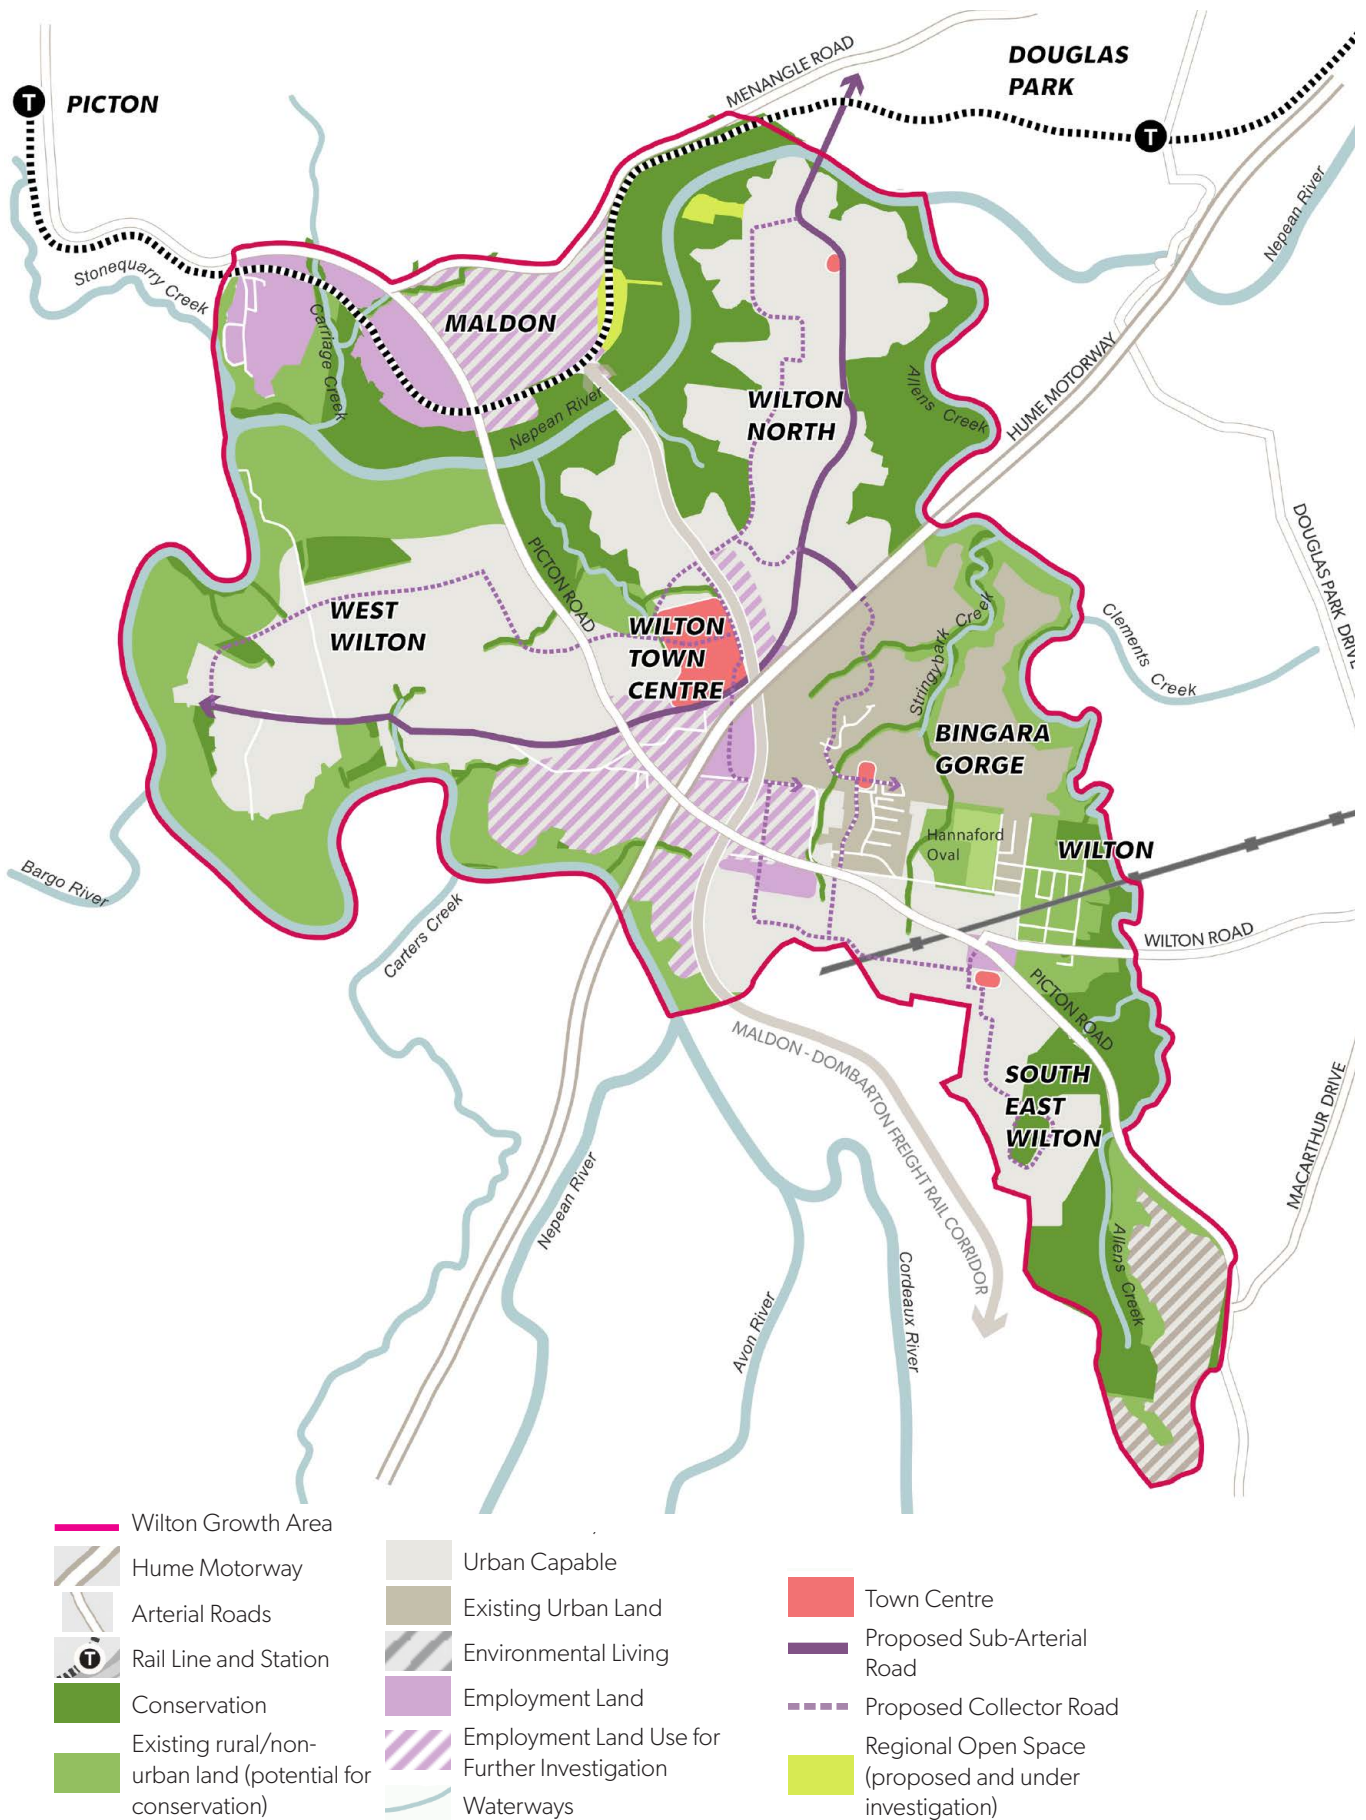 MENANGLE ROAD
DOUGLAS
PARK
T
PICTON
T
Nepean River
Stonequarry Creek
Carriage Creek
MALDON
HUME MOTORWAY
Allens Creek
WILTON
NORTH
Nepean River
DOUGLAS PARK DRIVE
PICTON ROAD
WEST
WILTON
WILTON
TOWN
CENTRE
Stringybark Creek
Clements Creek
BINGARA
GORGE
Hannaford
Oval
WILTON
Bargo River
Carters Creek
WILTON ROAD
PICTON ROAD
MALDON - DOMBARTON FREIGHT RAIL CORRIDOR
SOUTH
EAST
WILTON
MACARTHUR DRIVE
Nepean River
Allens Creek
Avon River
Cordeaux River
Wilton Growth Area
Hume Motorway
Arterial Roads
T
Rail Line and Station
Conservation
Existing rural/non-
urban land (potential for
conservation)
Urban Capable
Existing Urban Land
Environmental Living
Employment Land
Employment Land Use for
Further Investigation
Waterways
Town Centre
Proposed Sub-Arterial
Road
Proposed Collector Road
Regional Open Space
(proposed and under
investigation)